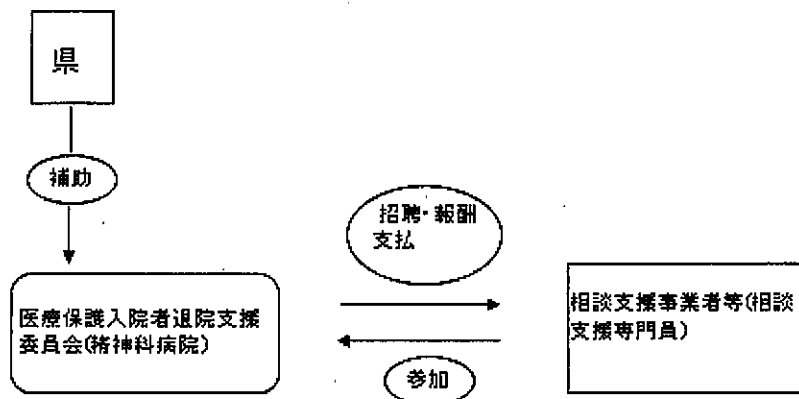 県
補助
招聘・報酬
支払
医療保護入院者退院支援
委員会(精神科病院)
相談支援事業者等(相談
支援専門員)
参加